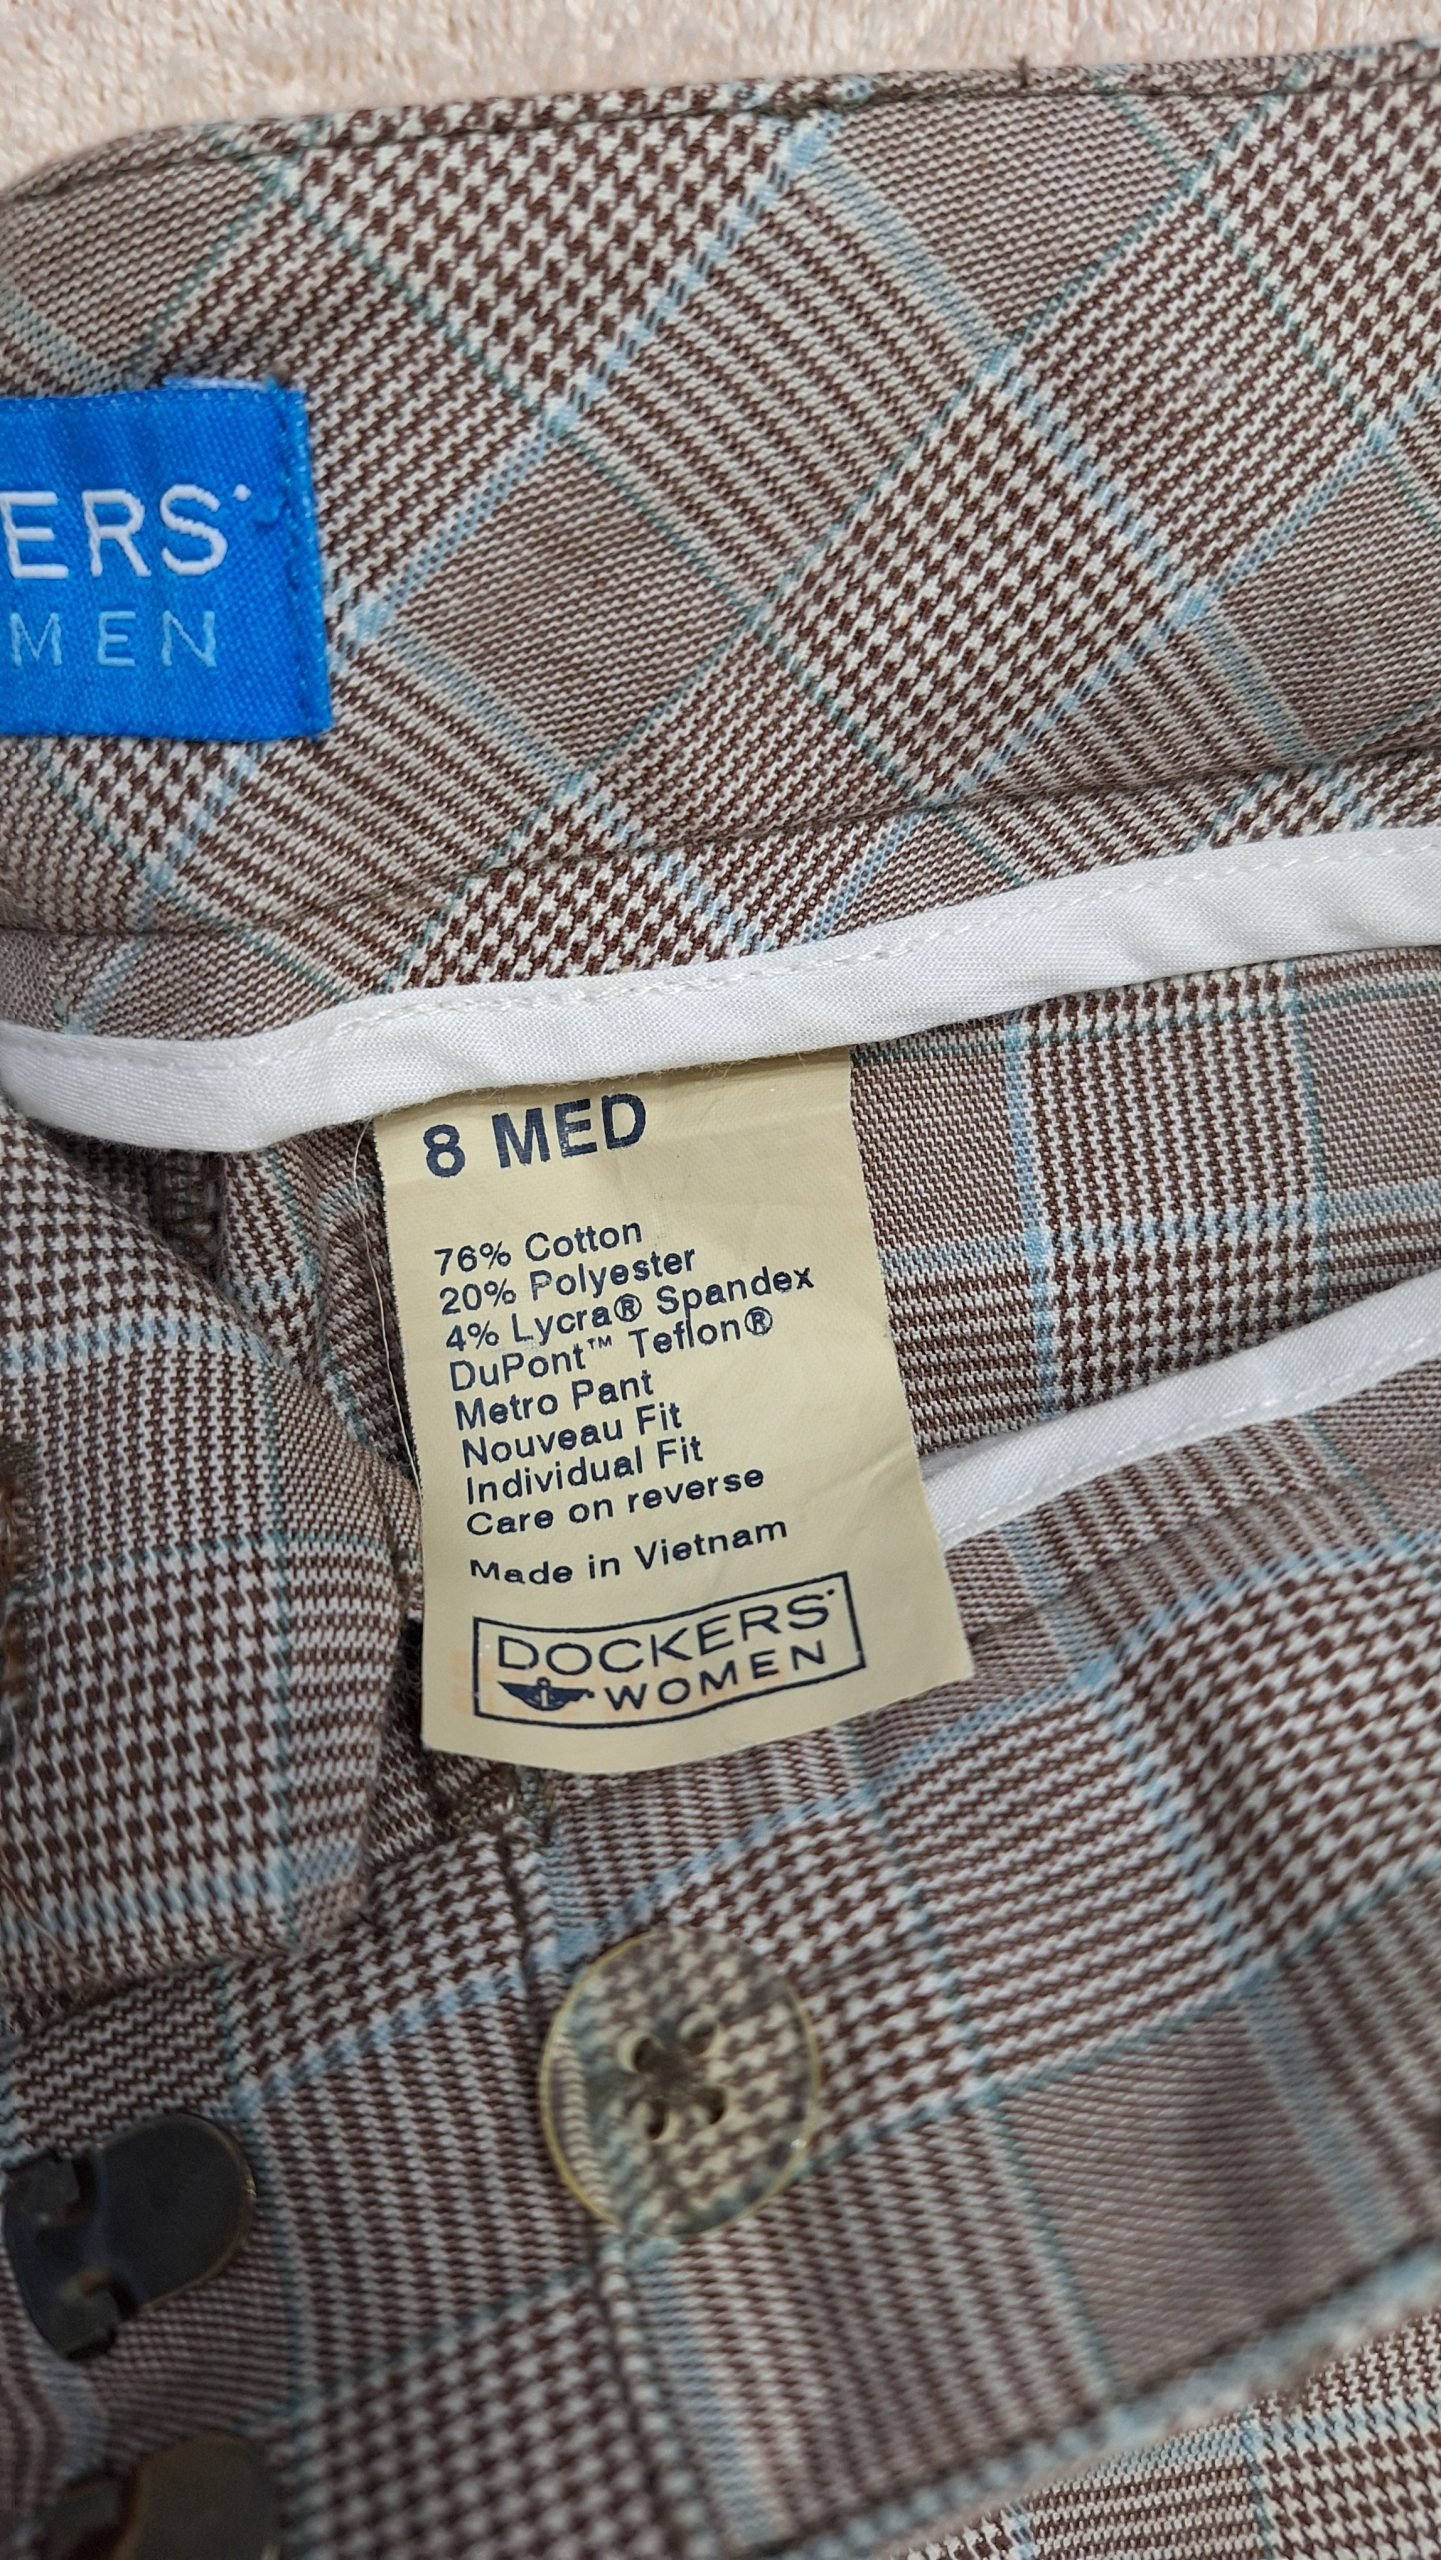 ERS
MEN
8 MED
76% Cotton
20% Polyester
4% Lycra® Spandex
DuPont™ Teflon®
Metro Pant
Nouveau Fit
Individual Fit
Care on reverse
Made in Vietnam
DOCKERS®
WOMEN